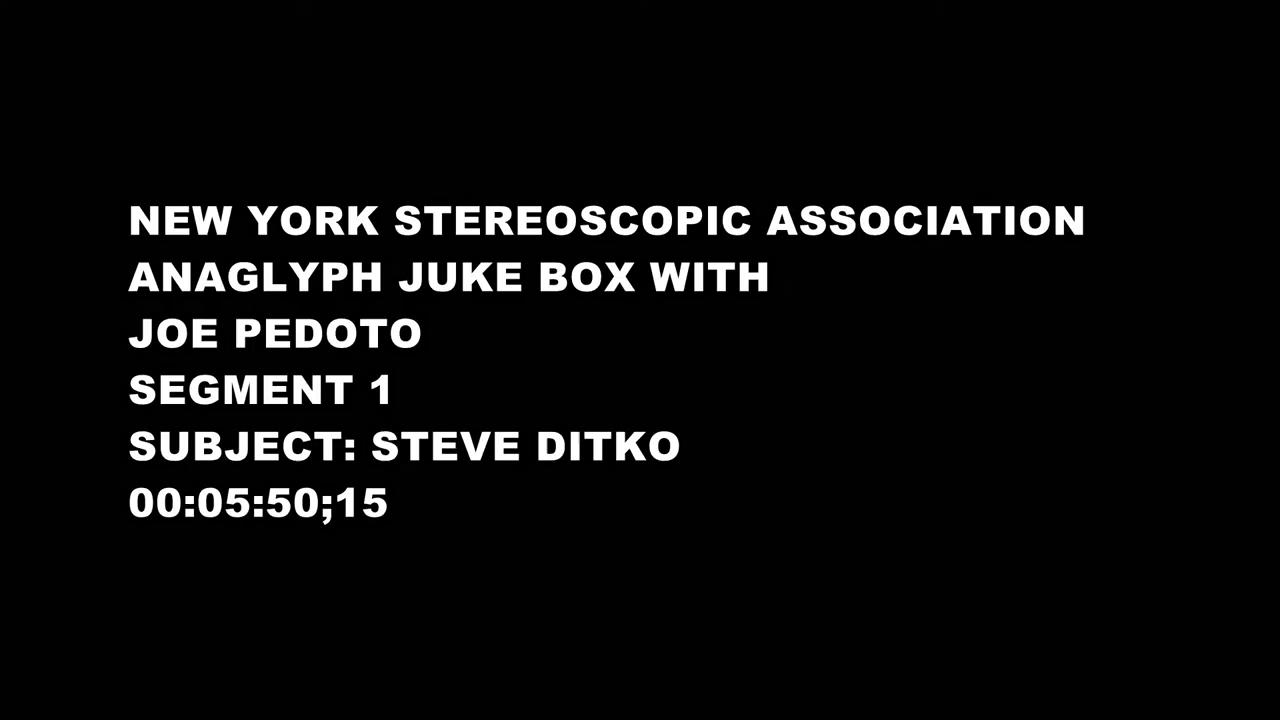 NEW YORK STEREOSCOPIC ASSOCIATION
ANAGLYPH JUKE BOX WITH
JOE PEDOTO
SEGMENT 1
SUBJECT: STEVE DITKO
00:05:50;15